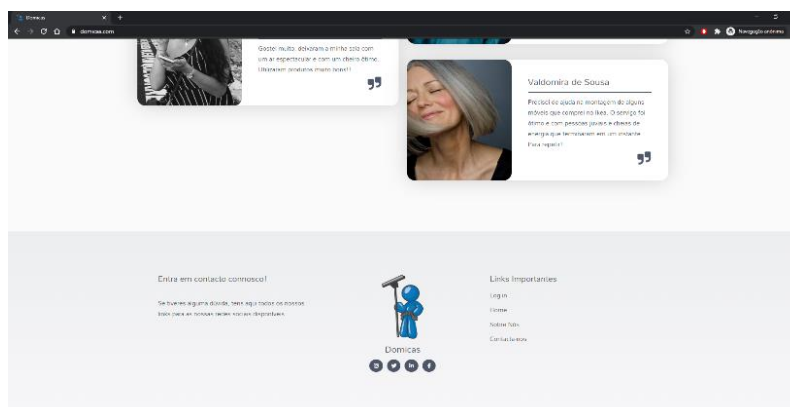 Domicas
domicas.com
Navegação anónima
Gostei muito, deixaram a minha sala com
um ar espectacular e com um cheiro ótimo.
Utilizaram produtos muito bons!!
Valdomira de Sousa
Precisei de ajuda na montagem de alguns
móveis que comprei na Ikea. O serviço foi
ótimo e com pessoas joviais e cheias de
energia que terminaram em um instante.
Para repetir!
Entra em contacto connosco!
Se tiveres alguma dúvida, tens aqui todos os nossos
links para as nossas redes sociais disponíveis.
Domicas
Links Importantes
Log in
Home
Sobre Nós
Contacta-nos